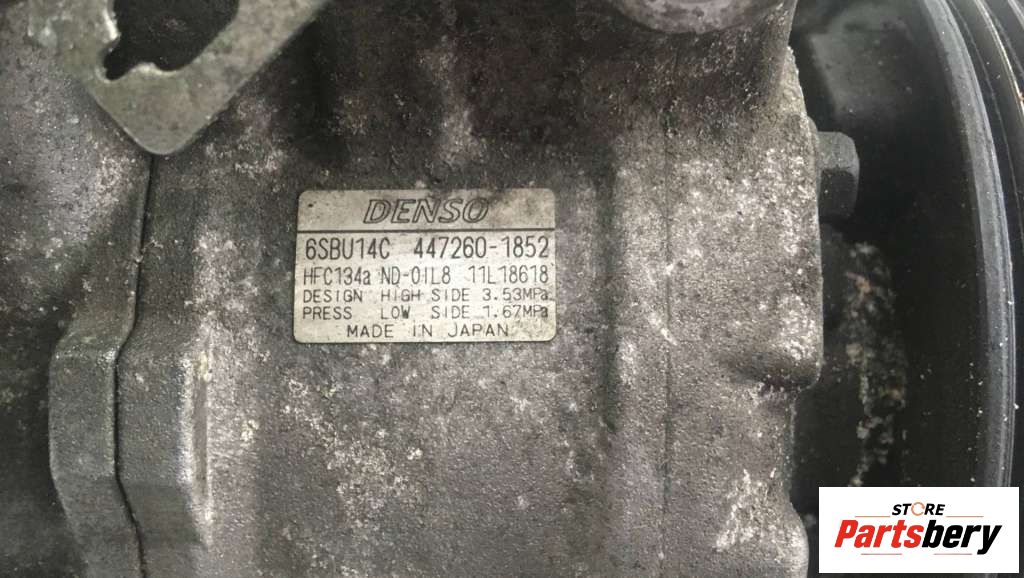 DENSO
6SBU14C 447260-1852
HFC134a ND-OIL8 11L18618
DESIGN HIGH SIDE 3.53MPa
PRESS LOW SIDE 1.67MPa
MADE IN JAPAN
STORE
Partsbery